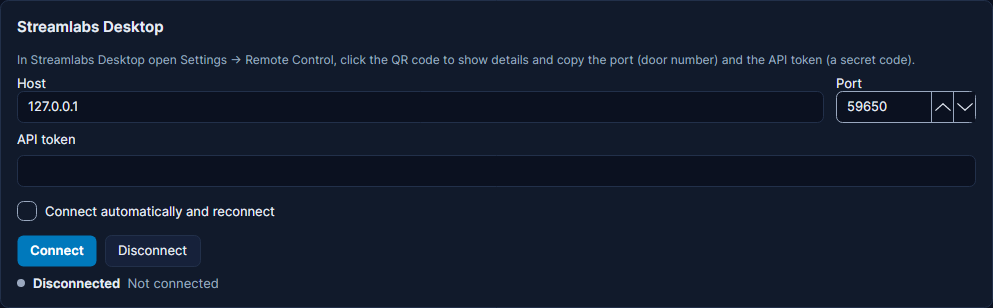 Streamlabs Desktop
In Streamlabs Desktop open Settings → Remote Control, click the QR code to show details and copy the port (door number) and the API token (a secret code).
Host
Port
127.0.0.1
59650
API token
Connect automatically and reconnect
Connect
Disconnect
Disconnected Not connected